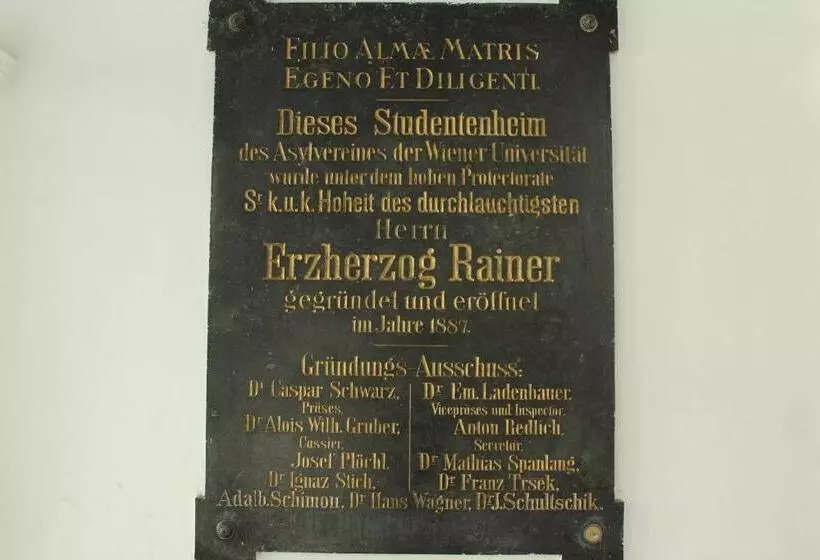 FILIO ALMÆ MATRIS
EGENO ET DILIGENTI.
Dieses Studentenheim
des Asylvereines der Wiener Universität
wurde unter dem hohen Protectorate
Sr k.u.k. Hoheit des durchlauchtigsten
Herrn
Erzherzog Rainer
gegründet und eröffnet
im Jahre 1887.
Gründungs-Ausschuss:
Dr Caspar Schwarz,
Präses,
Dr Alois Wilh. Gruber,
Cassier,
Josef Plöchl,
Dr Ignaz Stich,
Dr Em. Ladenbauer,
Vicepräses und Inspector,
Anton Redlich,
Secretär,
Dr Mathias Spanlang,
Dr Franz Trsek,
Adalb. Schimon, Dr Hans Wagner, Dr J. Schultschik.